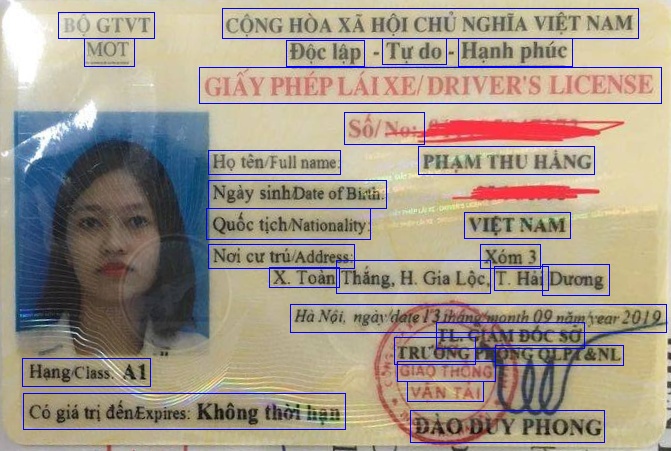 BỘ GTVT
MOT
CỘNG HÒA XÃ HỘI CHỦ NGHĨA VIỆT NAM
Độc lập - Tự do - Hạnh phúc
GIẤY PHÉP LÁI XE/ DRIVER'S LICENSE
Số/ No:
Họ tên/Full name: PHẠM THU HẰNG
Ngày sinh/Date of Birth:
Quốc tịch/Nationality: VIỆT NAM
Nơi cư trú/Address: Xóm 3
X. Toàn Thắng, H. Gia Lộc, T. Hải Dương
Hà Nội, ngày/date 13 tháng/month 09 năm/year 2019
TL. GIÁM ĐỐC SỞ
TRƯỞNG PHÒNG QLPT&NL
GIAO THÔNG
VẬN TẢI
Hạng/Class: A1
Có giá trị đến/Expires: Không thời hạn
ĐÀO DUY PHONG